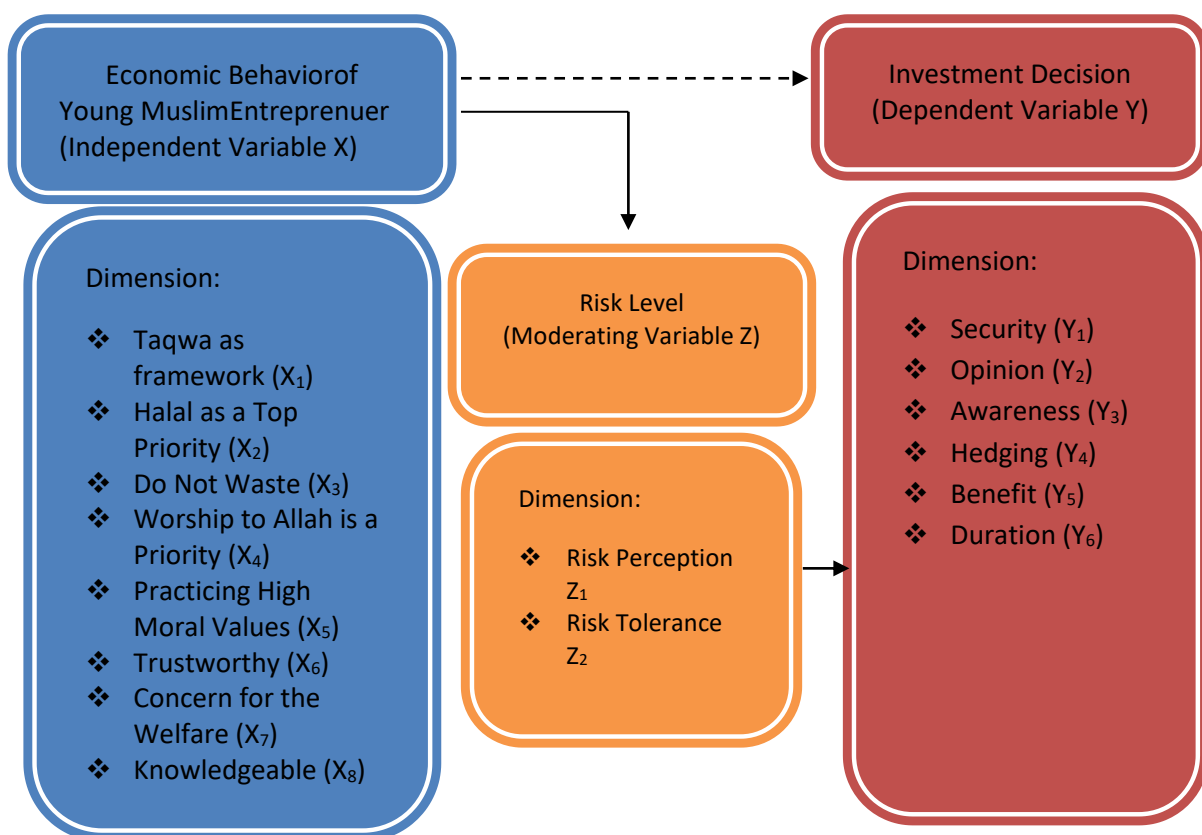 Economic Behaviorof
Young MuslimEntreprenuer
(Independent Variable X)
Investment Decision
(Dependent Variable Y)
Dimension:
❖ Taqwa as
framework (X₁)
❖ Halal as a Top
Priority (X₂)
❖ Do Not Waste (X₃)
❖ Worship to Allah is a
Priority (X₄)
❖ Practicing High
Moral Values (X₅)
❖ Trustworthy (X₆)
❖ Concern for the
Welfare (X₇)
❖ Knowledgeable (X₈)
Risk Level
(Moderating Variable Z)
Dimension:
❖ Risk Perception
Z₁
❖ Risk Tolerance
Z₂
Dimension:
❖ Security (Y₁)
❖ Opinion (Y₂)
❖ Awareness (Y₃)
❖ Hedging (Y₄)
❖ Benefit (Y₅)
❖ Duration (Y₆)